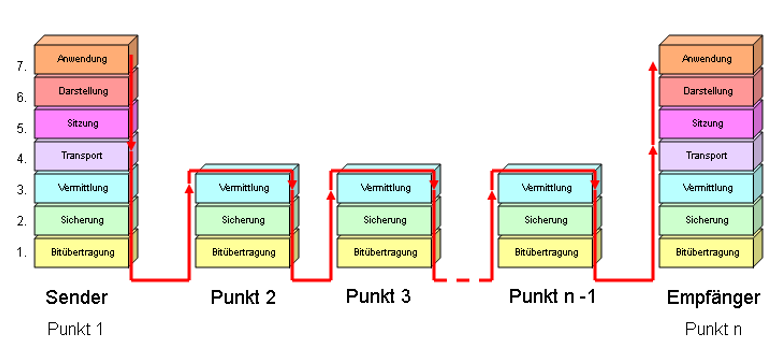 7.
Anwendung
Anwendung
6.
Darstellung
Darstellung
5.
Sitzung
Sitzung
4.
Transport
Transport
3.
Vermittlung
Vermittlung
Vermittlung
Vermittlung
Vermittlung
2.
Sicherung
Sicherung
Sicherung
Sicherung
Sicherung
1.
Bitübertragung
Bitübertragung
Bitübertragung
Bitübertragung
Bitübertragung
Sender
Punkt 2
Punkt 3
Punkt n -1
Empfänger
Punkt 1
Punkt n